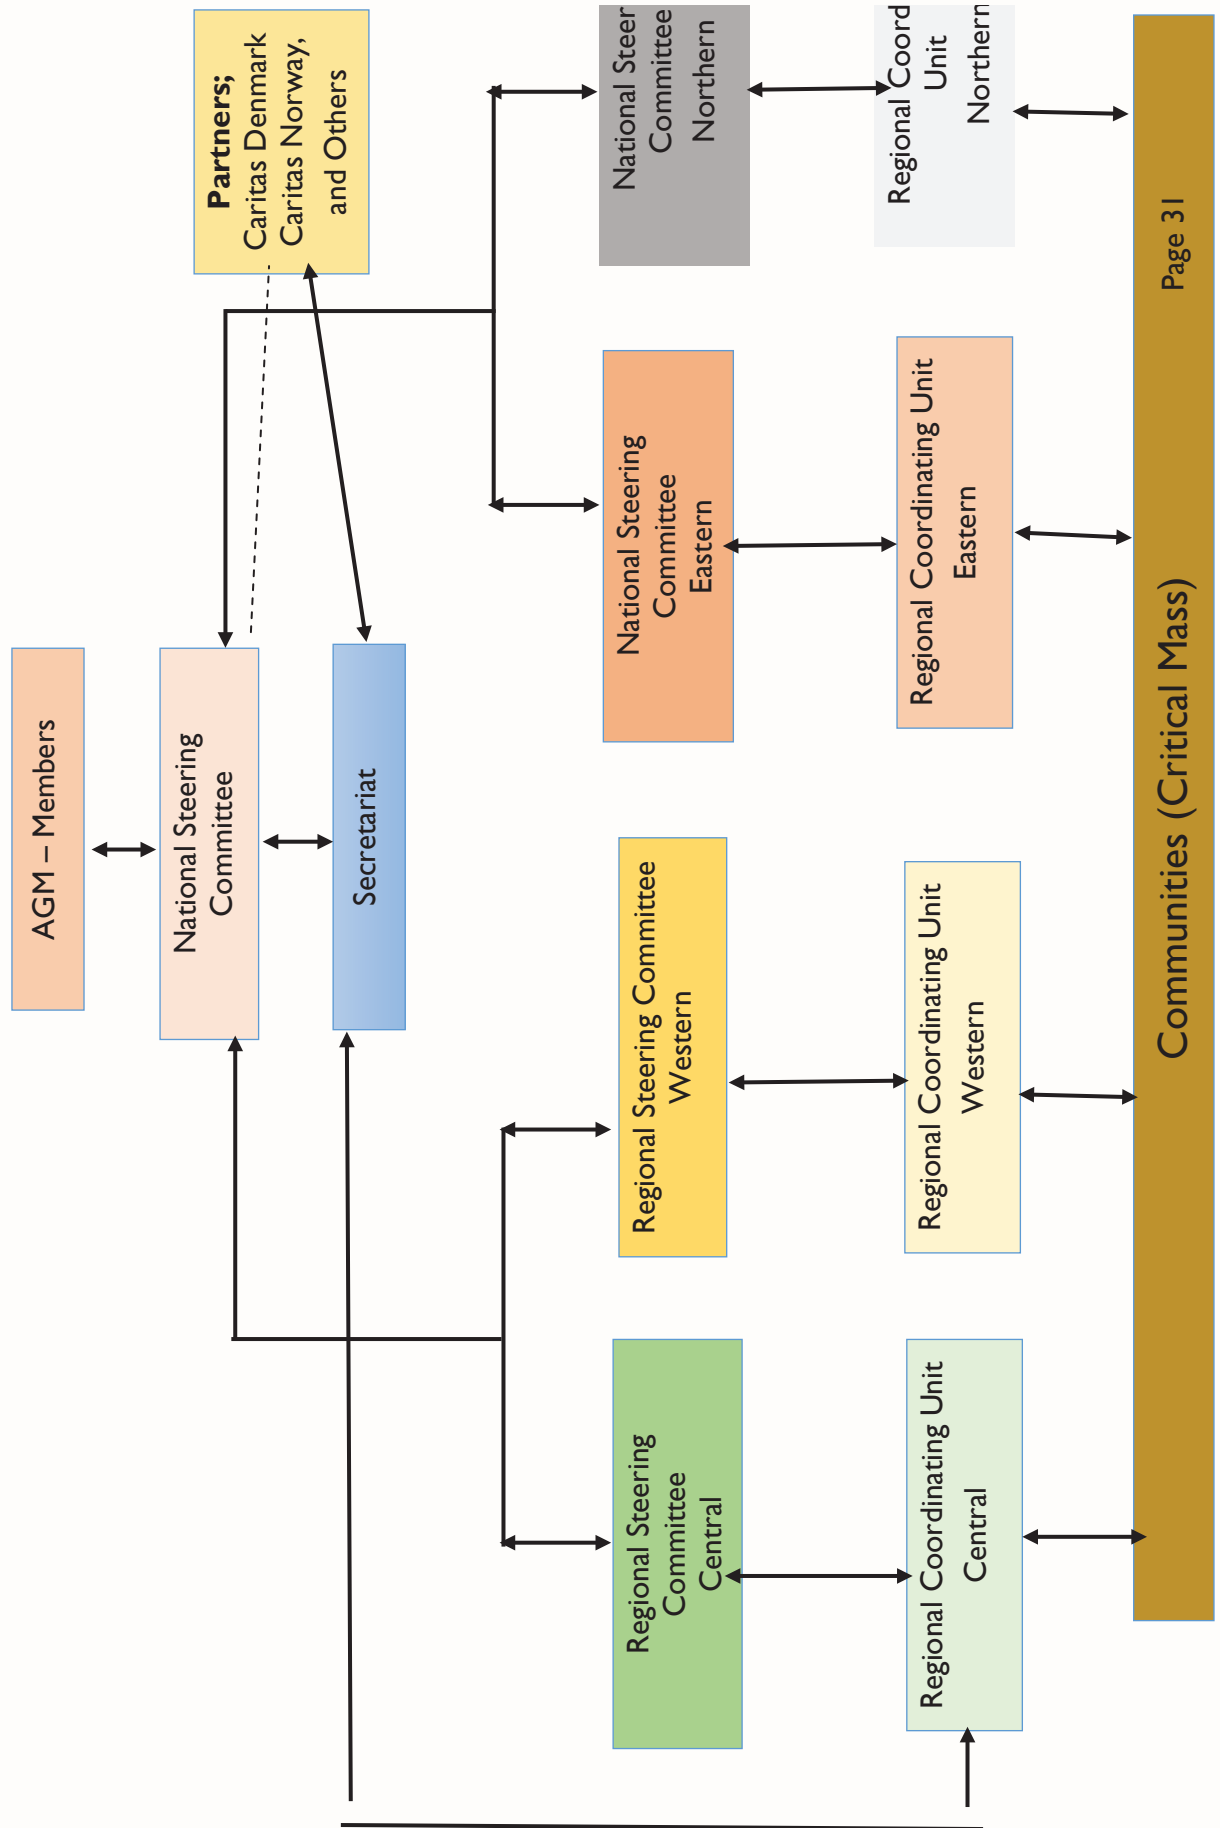 AGM – Members
National Steering
Committee
Partners;
Caritas Denmark
Caritas Norway,
and Others
Secretariat
Regional Steering
Committee
Central
Regional Steering Committee
Western
National Steering
Committee
Eastern
National Steer
Committee
Northern
Regional Coordinating Unit
Central
Regional Coordinating Unit
Western
Regional Coordinating Unit
Eastern
Regional Coord
Unit
Northern
Communities (Critical Mass)
Page 31